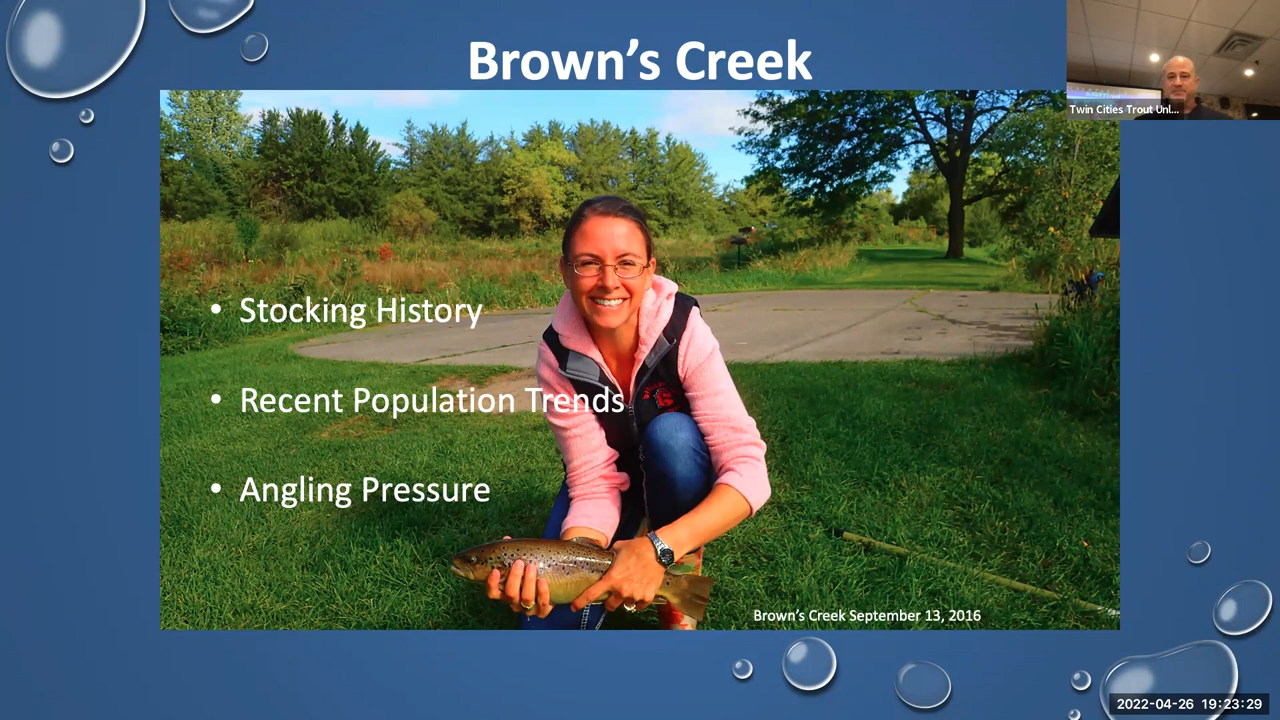 Brown’s Creek
Twin Cities Trout Unl...
• Stocking History
• Recent Population Trends
• Angling Pressure
Brown’s Creek September 13, 2016
2022-04-26 19:23:29